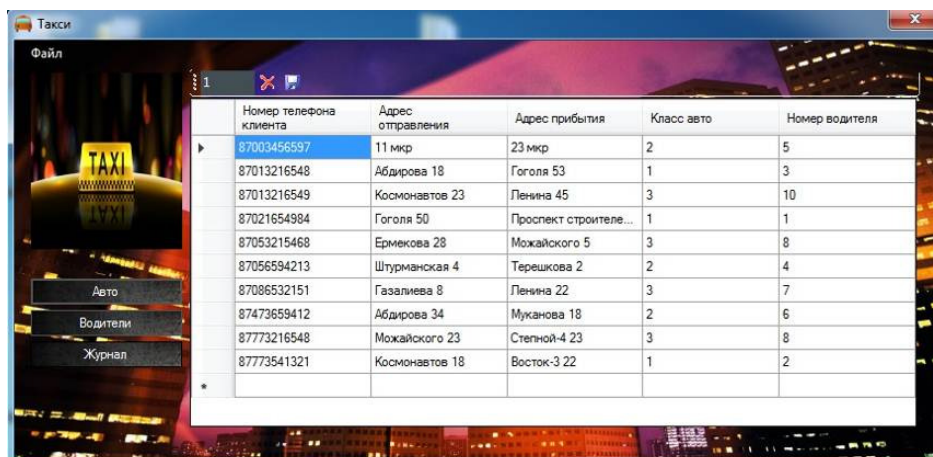 Такси
Файл
1
Номер телефона клиента Адрес отправления Адрес прибытия Класс авто Номер водителя
87003456597 11 мкр 23 мкр 2 5
87013216548 Абдирова 18 Гоголя 53 1 3
87013216549 Космонавтов 23 Ленина 45 3 10
87021654984 Гоголя 50 Проспект строителе... 1 1
87053215468 Ермекова 28 Можайского 5 3 8
87056594213 Штурманская 4 Терешкова 2 2 4
87086532151 Газалиева 8 Ленина 22 3 7
87473659412 Абдирова 34 Муканова 18 2 6
87773216548 Можайского 23 Степной-4 23 3 8
87773541321 Космонавтов 18 Восток-3 22 1 2
TAXI
Авто
Водители
Журнал